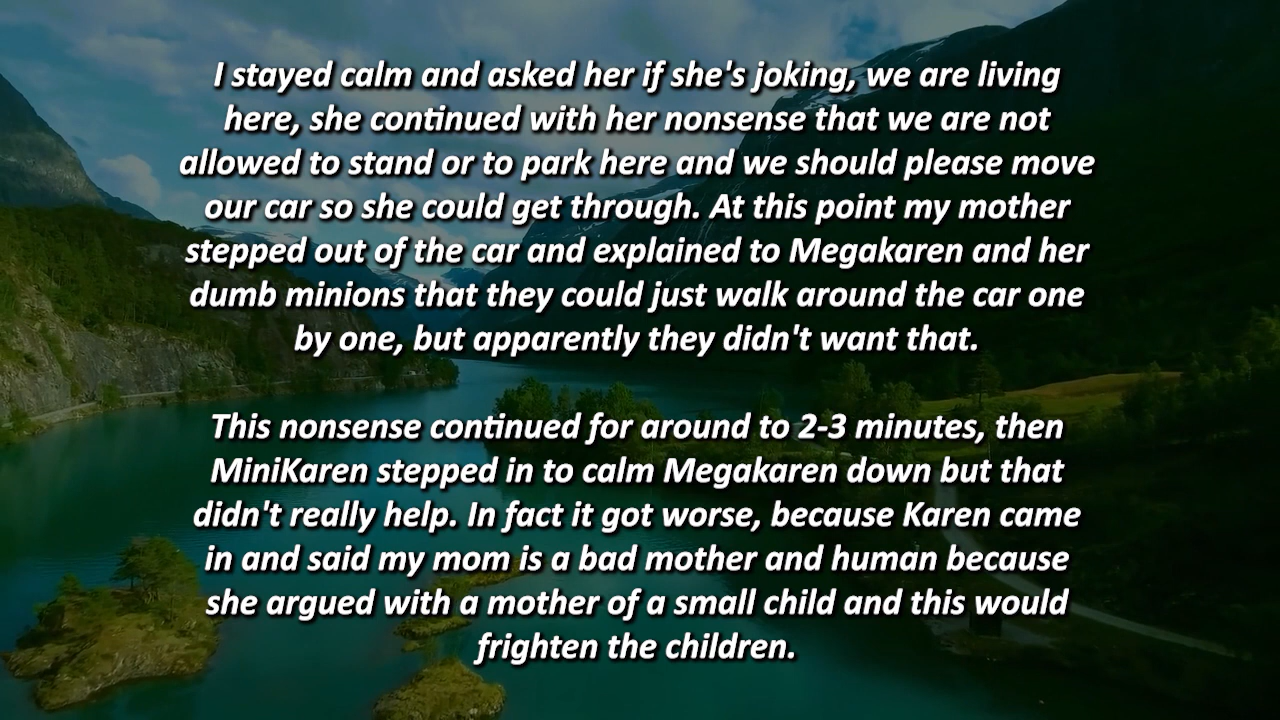 I stayed calm and asked her if she's joking, we are living
here, she continued with her nonsense that we are not
allowed to stand or to park here and we should please move
our car so she could get through. At this point my mother
stepped out of the car and explained to Megakaren and her
dumb minions that they could just walk around the car one
by one, but apparently they didn't want that.
This nonsense continued for around to 2-3 minutes, then
MiniKaren stepped in to calm Megakaren down but that
didn't really help. In fact it got worse, because Karen came
in and said my mom is a bad mother and human because
she argued with a mother of a small child and this would
frighten the children.